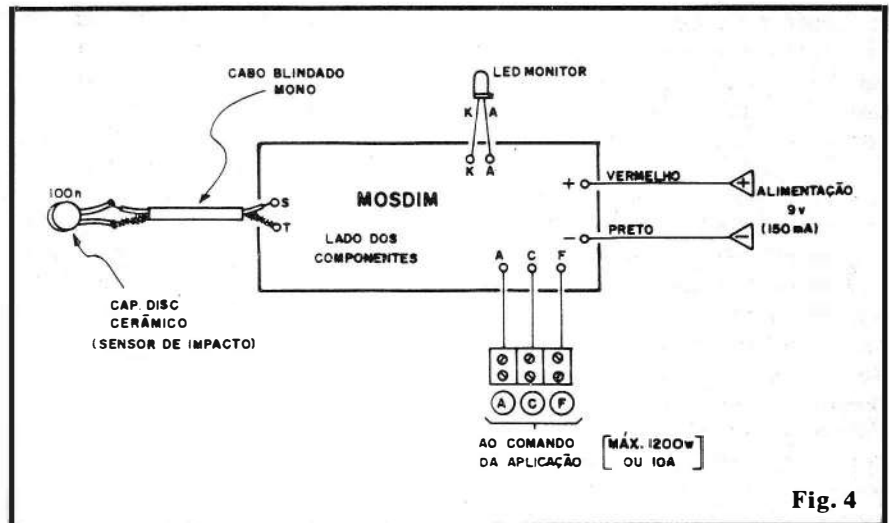 CABO BLINDADO
MONO
LED MONITOR
K A
K A
100n
S
T
MOSDIM
LADO DOS
COMPONENTES
+ VERMELHO +
ALIMENTAÇÃO
9v
(150mA)
- PRETO -
A C F
CAP. DISC
CERÂMICO
(SENSOR DE IMPACTO)
A C F
AO COMANDO
DA APLICAÇÃO
MÁX. 1200w
OU 10A
Fig. 4